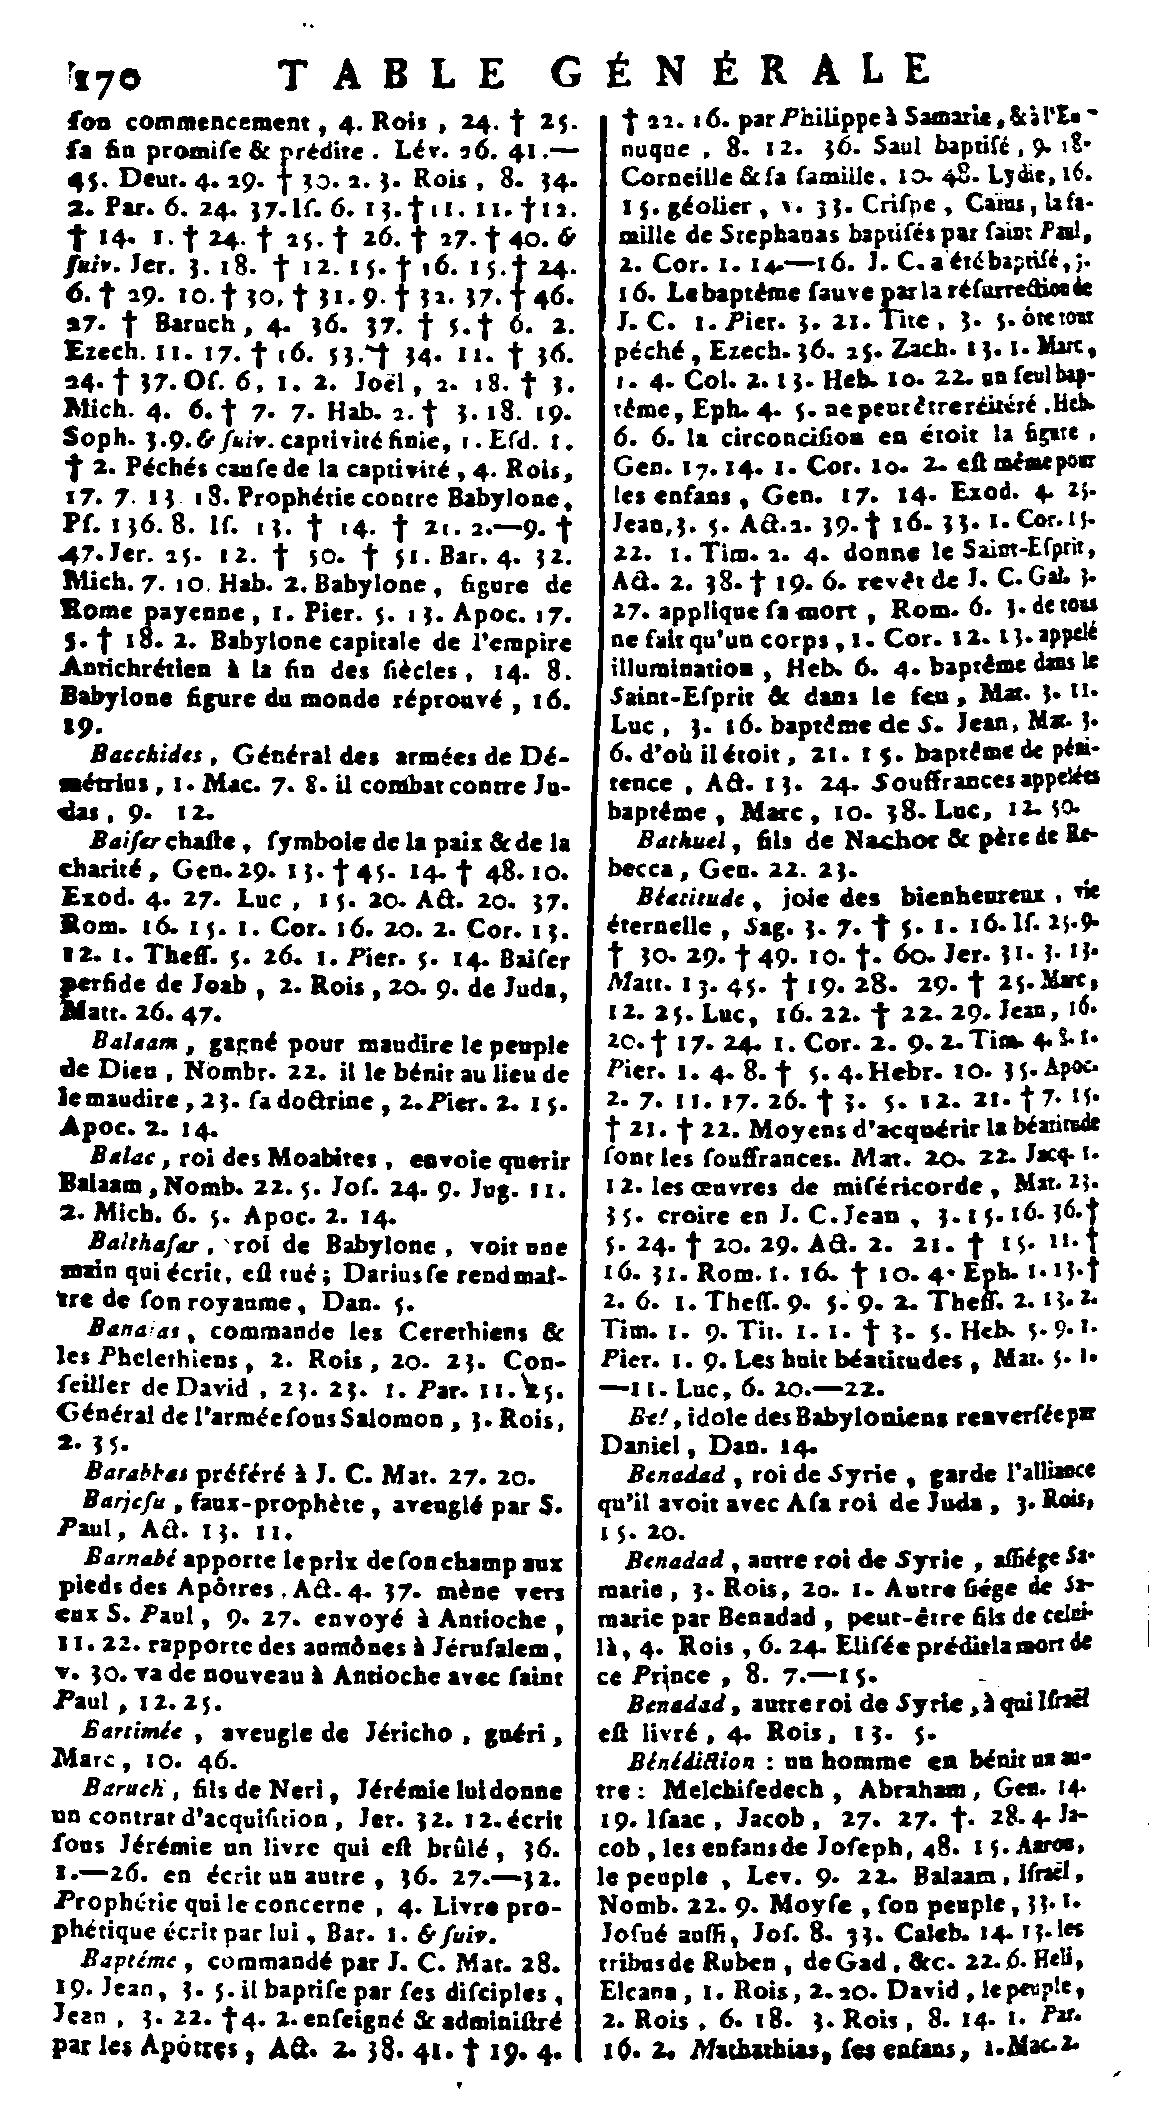 170 TABLE GÉNÉRALE
ſon commencement, 4. Rois, 24. † 25.
ſa fin promiſe & prédite. Lév. 26. 41.—
45. Deut. 4. 29. † 30. 2. 3. Rois, 8. 34.
2. Par. 6. 24. 37. Iſ. 6. 13. † 11. 11. † 12.
† 14. 1. † 24. † 25. † 26. † 27. † 40. &
ſuiv. Jer. 3. 18. † 12. 15. † 16. 15. † 24.
6. † 29. 10. † 30. † 31. 9. † 32. 37. † 46.
27. † Baruch, 4. 36. 37. † 5. † 6. 2.
Ezech. 11. 17. † 16. 53. † 34. 11. † 36.
24. † 37. Oſ. 6. 1. 2. Joël, 2. 18. † 3.
Mich. 4. 6. † 7. 7. Hab. 2. † 3. 18. 19.
Soph. 3. 9. & ſuiv. captivité finie, 1. Eſd. 1.
† 2. Péchés cauſe de la captivité, 4. Rois,
17. 7. 13 18. Prophétie contre Babylone,
Pſ. 136. 8. Iſ. 13. † 14. † 21. 2.—9. †
47. Jer. 25. 12. † 50. † 51. Bar. 4. 32.
Mich. 7. 10. Hab. 2. Babylone, figure de
Rome payenne, 1. Pier. 5. 13. Apoc. 17.
5. † 18. 2. Babylone capitale de l'empire
Antichrétien à la fin des ſiècles, 14. 8.
Babylone figure du monde réprouvé, 16.
19.
Bacchides, Général des armées de Dé-
métrius, 1. Mac. 7. 8. il combat contre Ju-
das, 9. 12.
Baiſer chaſte, ſymbole de la paix & de la
charité, Gen. 29. 13. † 45. 14. † 48. 10.
Exod. 4. 27. Luc, 15. 20. Act. 20. 37.
Rom. 16. 15. 1. Cor. 16. 20. 2. Cor. 13.
12. 1. Theſſ. 5. 26. 1. Pier. 5. 14. Baiſer
perfide de Joab, 2. Rois, 20. 9. de Juda,
Matt. 26. 47.
Balaam, gagné pour maudire le peuple
de Dieu, Nombr. 22. il le bénit au lieu de
le maudire, 23. ſa doctrine, 2. Pier. 2. 15.
Apoc. 2. 14.
Balac, roi des Moabites, envoie querir
Balaam, Nomb. 22. 5. Joſ. 24. 9. Jug. 11.
2. Mich. 6. 5. Apoc. 2. 14.
Balthaſar, roi de Babylone, voit une
main qui écrit, eſt tué; Darius ſe rend maî-
tre de ſon royaume, Dan. 5.
Banaias, commande les Cerethiens &
les Phelethiens, 2. Rois, 20. 23. Con-
ſeiller de David, 23. 23. 1. Par. 11. 25.
Général de l'armée ſous Salomon, 3. Rois,
2. 35.
Barabbas préféré à J. C. Mat. 27. 20.
Barjeſu, faux-prophète, aveuglé par S.
Paul, Act. 13. 11.
Barnabé apporte le prix de ſon champ aux
pieds des Apôtres. Act. 4. 37. mène vers
eux S. Paul, 9. 27. envoyé à Antioche,
11. 22. rapporte des aumônes à Jéruſalem,
v. 30. va de nouveau à Antioche avec ſaint
Paul, 12. 25.
Bartimée, aveugle de Jéricho, guéri,
Marc, 10. 46.
Baruch, fils de Neri, Jérémie lui donne
un contrat d'acquiſition, Jer. 32. 12. écrit
ſous Jérémie un livre qui eſt brûlé, 36.
1.—26. en écrit un autre, 36. 27.—32.
Prophétie qui le concerne, 4. Livre pro-
phétique écrit par lui, Bar. 1. & ſuiv.
Baptême, commandé par J. C. Mat. 28.
19. Jean, 3. 5. il baptiſe par ſes diſciples,
Jean, 3. 22. † 4. 2. enſeigné & adminiſtré
par les Apôtres, Act. 2. 38. 41. † 19. 4.
† 22. 16. par Philippe à Samarie, & à l'Eu-
nuque, 8. 12. 36. Saul baptiſé, 9. 18.
Corneille & ſa famille, 10. 48. Lydie, 16.
15. géolier, v. 33. Criſpe, Caïus, la fa-
mille de Stephanas baptiſés par ſaint Paul,
2. Cor. 1. 14.—16. J. C. a été baptiſé, 3.
16. Le baptême ſauve par la réſurrection de
J. C. 1. Pier. 3. 21. Tite, 3. 5. ôte tout
péché, Ezech. 36. 25. Zach. 13. 1. Marc,
1. 4. Col. 2. 13. Heb. 10. 22. un ſeul bap-
tême, Eph. 4. 5. ne peut être réitéré. Heb.
6. 6. la circonciſion en étoit la figure,
Gen. 17. 14. 1. Cor. 10. 2. eſt même pour
les enfans, Gen. 17. 14. Exod. 4. 25.
Jean, 3. 5. Act. 2. 39. † 16. 33. 1. Cor. 15.
22. 1. Tim. 2. 4. donne le Saint-Eſprit,
Act. 2. 38. † 19. 6. revêt de J. C. Gal. 3.
27. applique ſa mort, Rom. 6. 3. de tous
ne fait qu'un corps, 1. Cor. 12. 13. appelé
illumination, Heb. 6. 4. baptême dans le
Saint-Eſprit & dans le feu, Mat. 3. 11.
Luc, 3. 16. baptême de S. Jean, Mat. 3.
6. d'où il étoit, 21. 15. baptême de péni-
tence, Act. 13. 24. Souffrances appelées
baptême, Marc, 10. 38. Luc, 12. 50.
Bathuel, fils de Nachor & père de Re-
becca, Gen. 22. 23.
Béatitude, joie des bienheureux, vie
éternelle, Sag. 3. 7. † 5. 1. 16. Iſ. 25. 9.
† 30. 29. † 49. 10. †. 60. Jer. 31. 3. 13.
Matt. 13. 45. † 19. 28. 29. † 25. Marc,
12. 25. Luc, 16. 22. † 22. 29. Jean, 16.
20. † 17. 24. 1. Cor. 2. 9. 2. Tim. 4. 8. 1.
Pier. 1. 4. 8. † 5. 4. Hebr. 10. 35. Apoc.
2. 7. 11. 17. 26. † 3. 5. 12. 21. † 7. 15.
† 21. † 22. Moyens d'acquérir la béatitude
ſont les ſouffrances. Mat. 20. 22. Jacq. 1.
12. les œuvres de miſéricorde, Mat. 23.
35. croire en J. C. Jean, 3. 15. 16. 36. †
5. 24. † 20. 29. Act. 2. 21. † 15. 11. †
16. 31. Rom. 1. 16. † 10. 4. Eph. 1. 13. †
2. 6. 1. Theſſ. 9. 5. 9. 2. Theſſ. 2. 13. 2.
Tim. 1. 9. Tit. 1. 1. † 3. 5. Heb. 5. 9. 1.
Pier. 1. 9. Les huit béatitudes, Mat. 5. 1.
—11. Luc, 6. 20.—22.
Bel, idole des Babyloniens renverſée par
Daniel, Dan. 14.
Benadad, roi de Syrie, garde l'alliance
qu'il avoit avec Aſa roi de Juda, 3. Rois,
15. 20.
Benadad, autre roi de Syrie, aſſiége Sa-
marie, 3. Rois, 20. 1. Autre ſiége de Sa-
marie par Benadad, peut-être fils de celui-
là, 4. Rois, 6. 24. Eliſée prédit la mort de
ce Prince, 8. 7.—15.
Benadad, autre roi de Syrie, à qui Iſraël
eſt livré, 4. Rois, 13. 5.
Bénédiction : un homme en bénit un au-
tre : Melchiſedech, Abraham, Gen. 14.
19. Iſaac, Jacob, 27. 27. †. 28. 4. Ja-
cob, les enfans de Joſeph, 48. 15. Aaron,
le peuple, Lev. 9. 22. Balaam, Iſraël,
Nomb. 22. 9. Moyſe, ſon peuple, 33. 1.
Joſué auſſi, Joſ. 8. 33. Caleb. 14. 13. les
tribus de Ruben, de Gad, &c. 22. 6. Heli,
Elcana, 1. Rois, 2. 20. David, le peuple,
2. Rois, 6. 18. 3. Rois, 8. 14. 1. Par.
16. 2. Mathathias, ſes enfans, 1. Mac. 2.